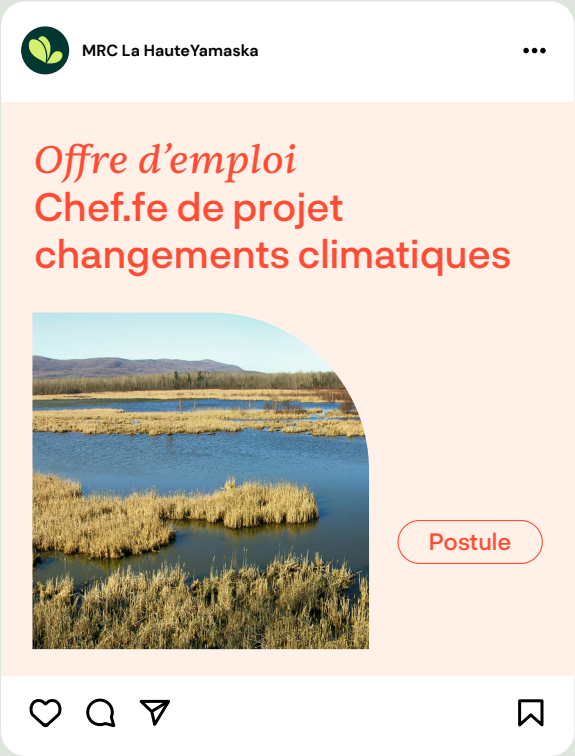 MRC La HauteYamaska
Offre d’emploi
Chef.fe de projet
changements climatiques
Postule